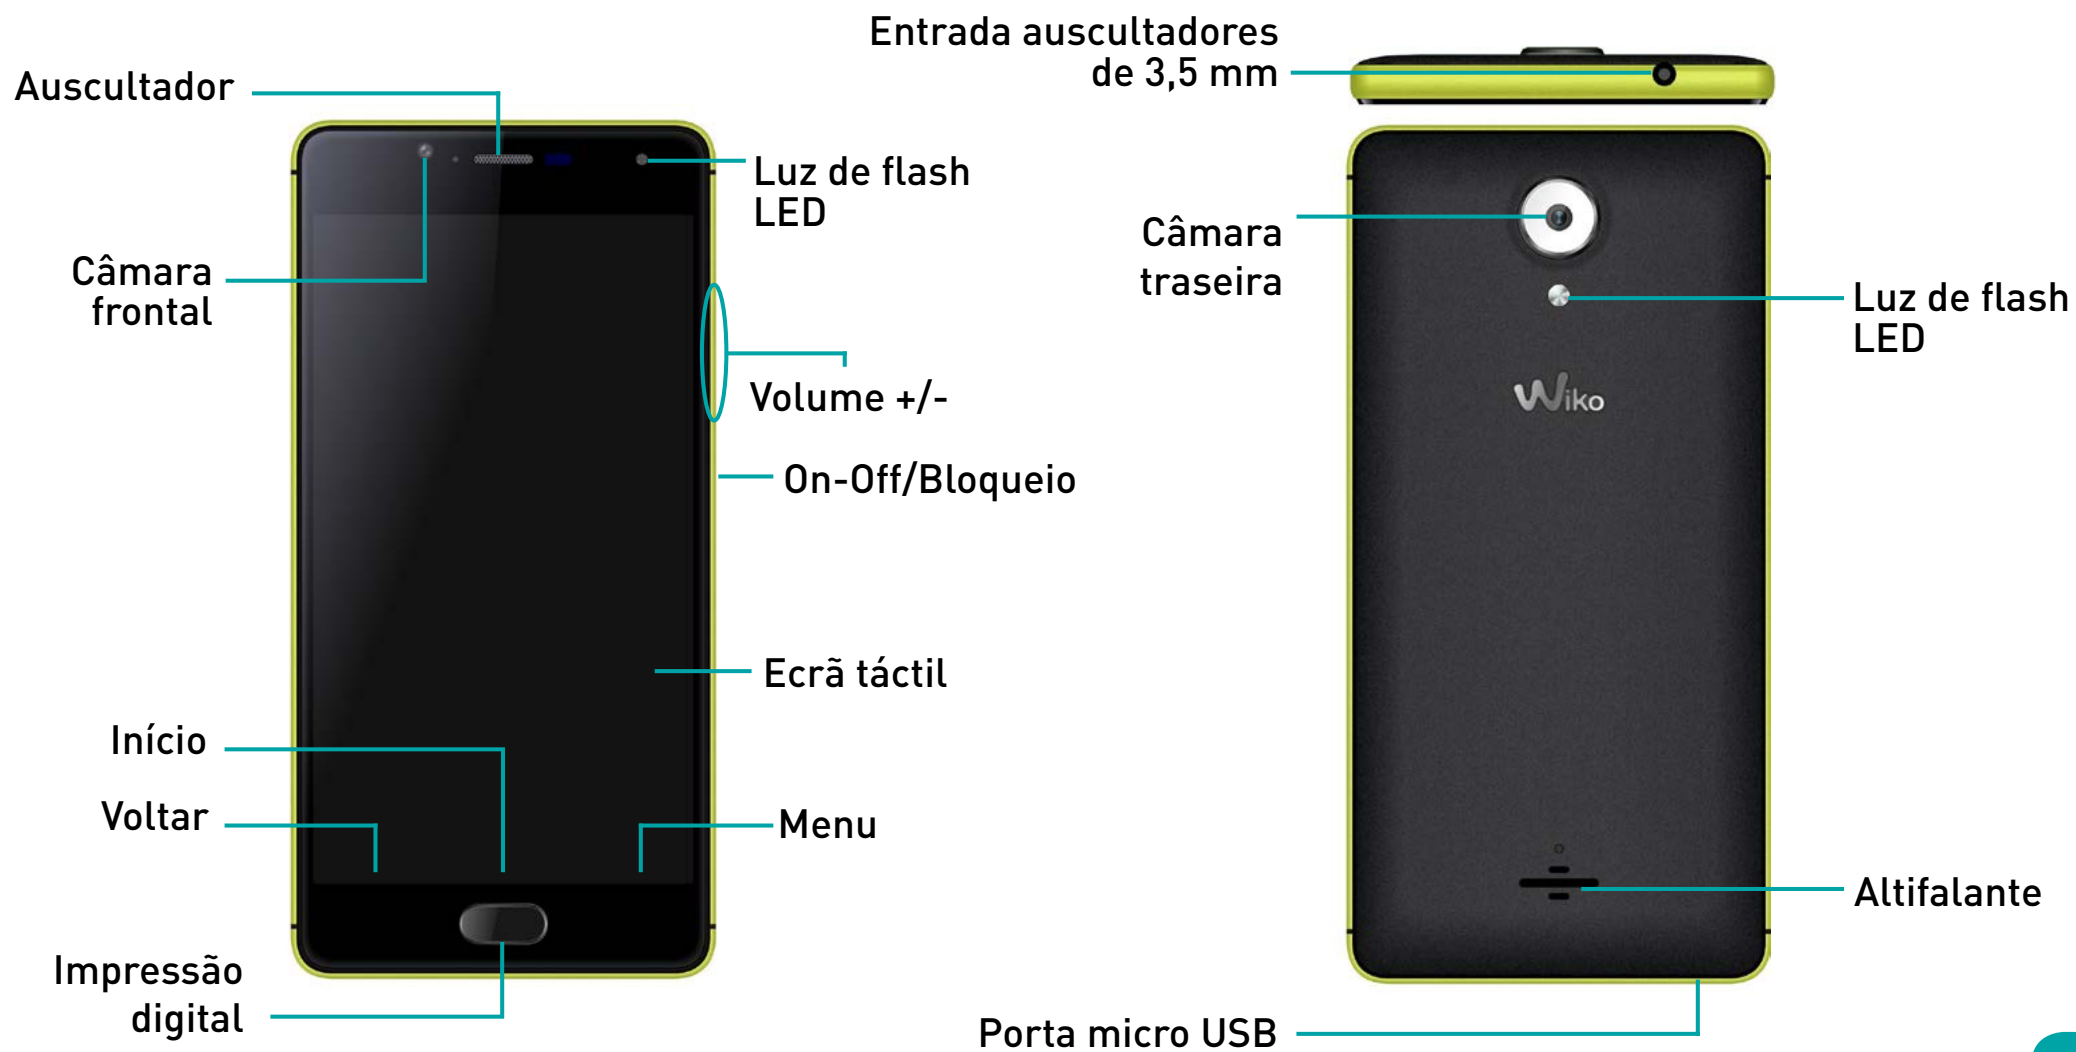 Auscultador
Câmara
frontal
Luz de flash
LED
Volume +/-
On-Off/Bloqueio
Ecrã táctil
Início
Voltar
Menu
Impressão
digital
Entrada auscultadores
de 3,5 mm
Câmara
traseira
Luz de flash
LED
Wiko
Altifalante
Porta micro USB